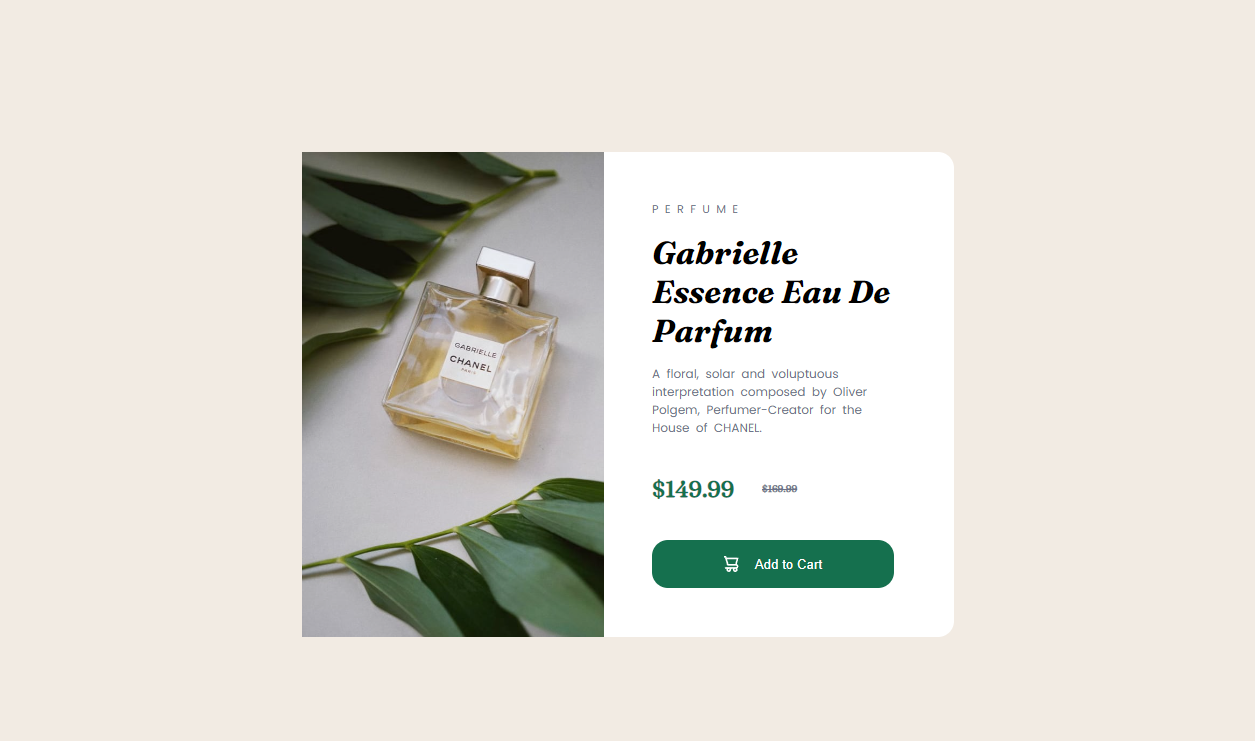 GABRIELLE
CHANEL
PARIS
PERFUME
Gabrielle
Essence Eau De
Parfum
A floral, solar and voluptuous
interpretation composed by Oliver
Polgem, Perfumer-Creator for the
House of CHANEL.
$149.99 $169.99
Add to Cart